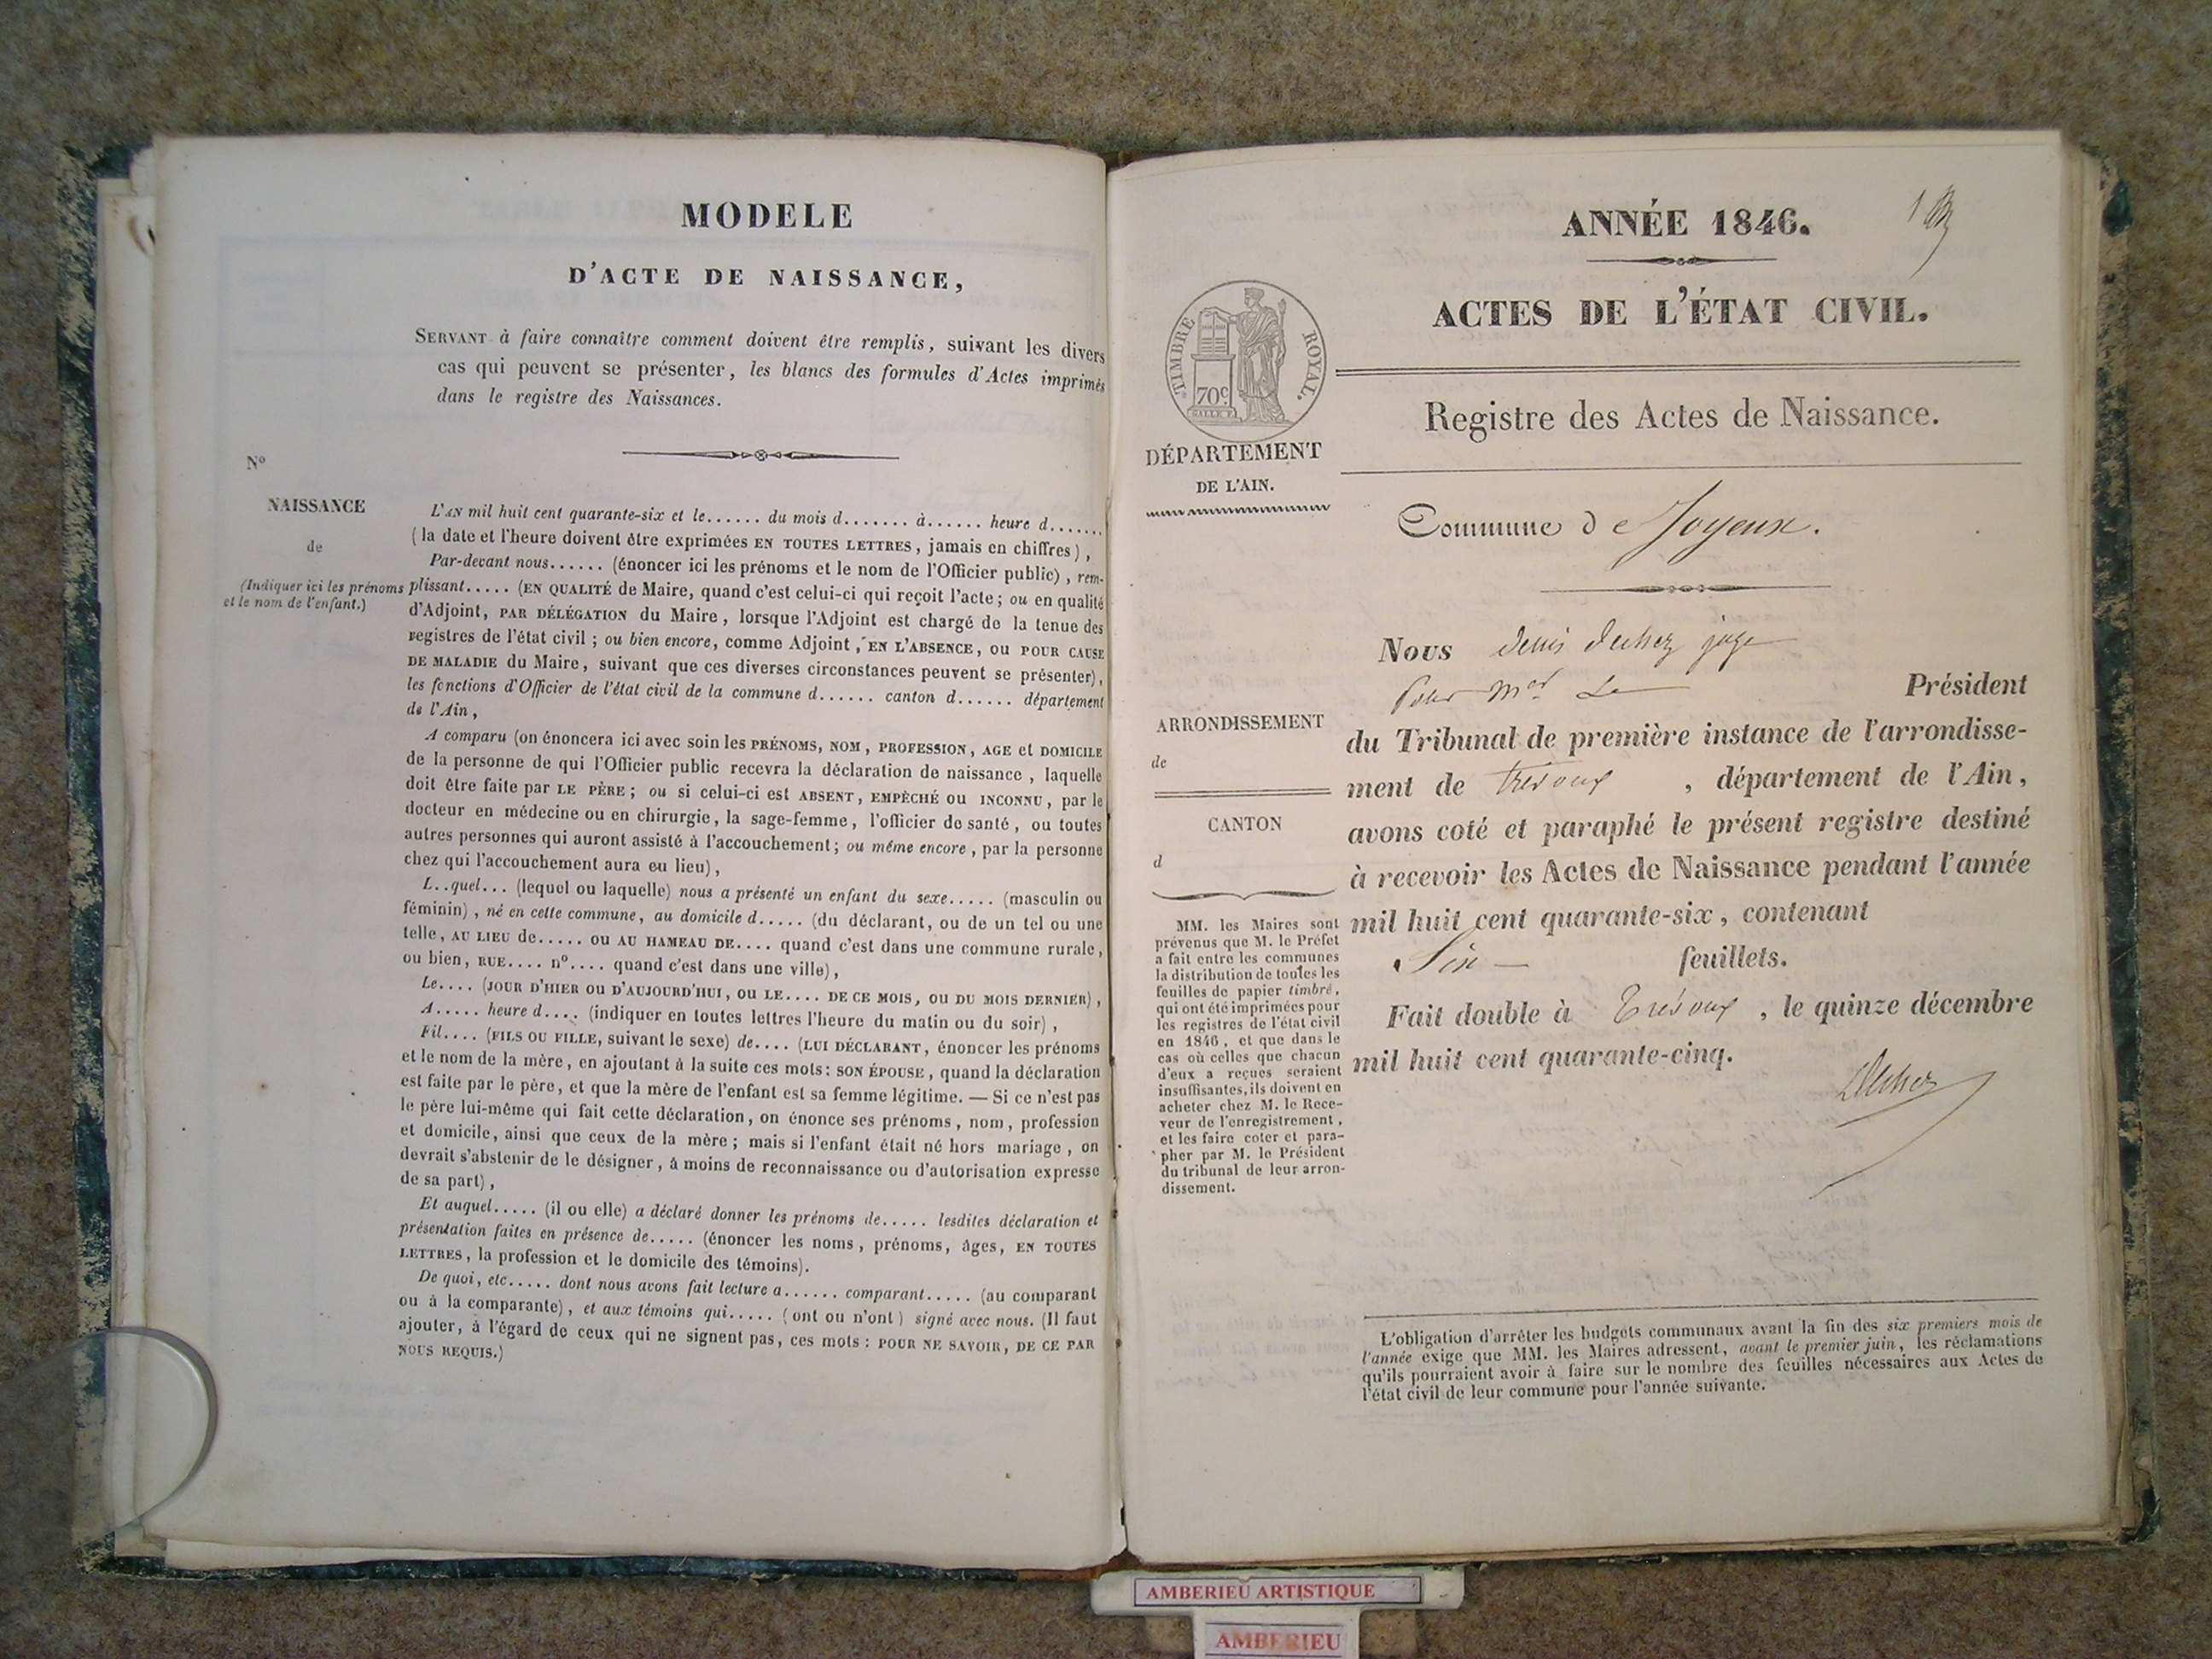 MODELE
D'ACTE DE NAISSANCE,
SERVANT à faire connaître comment doivent être remplis, suivant les divers
cas qui peuvent se présenter, les blancs des formules d'Actes imprimés
dans le registre des Naissances.
N°
NAISSANCE
de
(Indiquer ici les prénoms
et le nom de l'enfant.)
L'AN mil huit cent quarante-six et le...... du mois d....... à...... heure d......
(la date et l'heure doivent être exprimées EN TOUTES LETTRES, jamais en chiffres),
Par-devant nous...... (énoncer ici les prénoms et le nom de l'Officier public), rem-
plissant..... (EN QUALITÉ de Maire, quand c'est celui-ci qui reçoit l'acte; ou en qualité
d'Adjoint, PAR DÉLÉGATION du Maire, lorsque l'Adjoint est chargé de la tenue des
registres de l'état civil; ou bien encore, comme Adjoint, EN L'ABSENCE, ou POUR CAUSE
DE MALADIE du Maire, suivant que ces diverses circonstances peuvent se présenter),
les fonctions d'Officier de l'état civil de la commune d...... canton d...... département
de l'Ain,
A comparu (on énoncera ici avec soin les PRÉNOMS, NOM, PROFESSION, AGE et DOMICILE
de la personne de qui l'Officier public recevra la déclaration de naissance, laquelle
doit être faite par LE PÈRE; ou si celui-ci est ABSENT, EMPÊCHÉ ou INCONNU, par le
docteur en médecine ou en chirurgie, la sage-femme, l'officier de santé, ou toutes
autres personnes qui auront assisté à l'accouchement; ou même encore, par la personne
chez qui l'accouchement aura eu lieu),
L..quel... (lequel ou laquelle) nous a présenté un enfant du sexe..... (masculin ou
féminin), né en cette commune, au domicile d..... (du déclarant, ou de un tel ou une
telle, AU LIEU de..... ou AU HAMEAU DE.... quand c'est dans une commune rurale,
ou bien, RUE.... n°.... quand c'est dans une ville),
Le.... (JOUR D'HIER ou D'AUJOURD'HUI, ou LE.... DE CE MOIS, OU DU MOIS DERNIER),
A..... heure d.... (indiquer en toutes lettres l'heure du matin ou du soir),
Fil.... (FILS OU FILLE, suivant le sexe) de.... (LUI DÉCLARANT, énoncer les prénoms
et le nom de la mère, en ajoutant à la suite ces mots: SON ÉPOUSE, quand la déclaration
est faite par le père, et que la mère de l'enfant est sa femme légitime. — Si ce n'est pas
le père lui-même qui fait cette déclaration, on énonce ses prénoms, nom, profession
et domicile, ainsi que ceux de la mère; mais si l'enfant était né hors mariage, on
devrait s'abstenir de le désigner, à moins de reconnaissance ou d'autorisation expresse
de sa part),
Et auquel..... (il ou elle) a déclaré donner les prénoms de..... lesdites déclaration et
présentation faites en présence de..... (énoncer les noms, prénoms, âges, EN TOUTES
LETTRES, la profession et le domicile des témoins).
De quoi, etc..... dont nous avons fait lecture a...... comparant..... (au comparant
ou à la comparante), et aux témoins qui..... (ont ou n'ont) signé avec nous. (Il faut
ajouter, à l'égard de ceux qui ne signent pas, ces mots: POUR NE SAVOIR, DE CE PAR
NOUS REQUIS.)
ANNÉE 1846.
1
ACTES DE L'ÉTAT CIVIL.
TIMBRE ROYAL.
70c
Registre des Actes de Naissance.
DÉPARTEMENT
DE L'AIN.
Commune de Joyeux.
Nous Denis Duchez juge
Pour Mer Le Président
du Tribunal de première instance de l'arrondisse-
ment de Trévoux, département de l'Ain,
avons coté et paraphé le présent registre destiné
à recevoir les Actes de Naissance pendant l'année
mil huit cent quarante-six, contenant
Six feuillets.
Fait double à Trévoux, le quinze décembre
mil huit cent quarante-cinq.
Duchez
ARRONDISSEMENT
de
CANTON
d
MM. les Maires sont
prévenus que M. le Préfet
a fait entre les communes
la distribution de toutes les
feuilles de papier timbré,
qui ont été imprimées pour
les registres de l'état civil
en 1846, et que dans le
cas où celles que chacun
d'eux a reçues seraient
insuffisantes, ils doivent en
acheter chez M. le Rece-
veur de l'enregistrement,
et les faire coter et para-
pher par M. le Président
du tribunal de leur arron-
dissement.
L'obligation d'arrêter les budgets communaux avant la fin des six premiers mois de
l'année exige que MM. les Maires adressent, avant le premier juin, les réclamations
qu'ils pourraient avoir à faire sur le nombre des feuilles nécessaires aux Actes de
l'état civil de leur commune pour l'année suivante.
AMBERIEU ARTISTIQUE
AMBERIEU